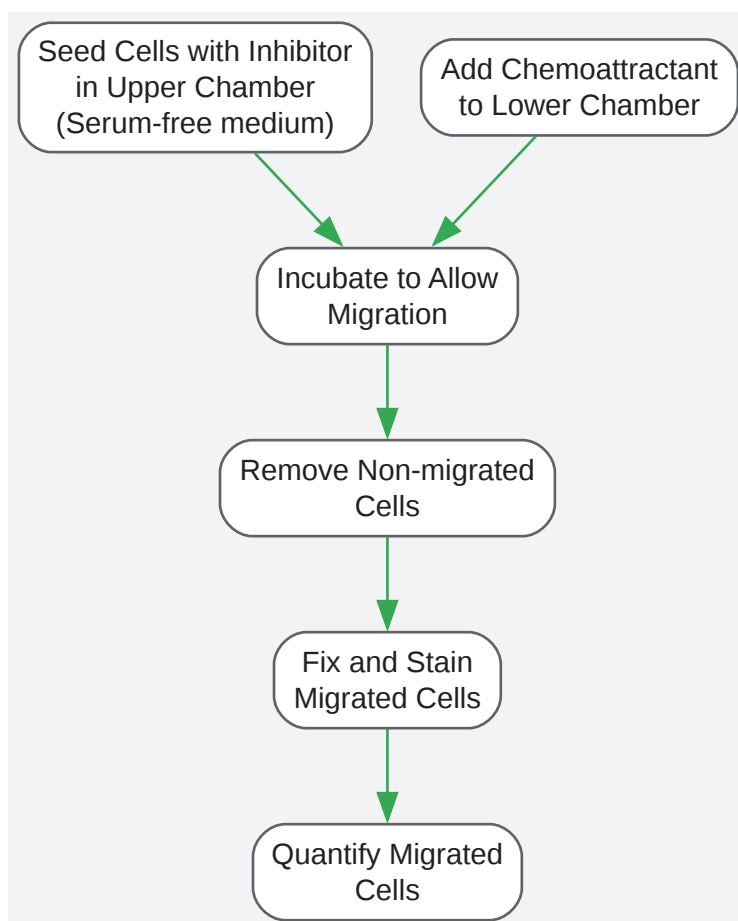 Seed Cells with Inhibitor
in Upper Chamber
(Serum-free medium)
Add Chemoattractant
to Lower Chamber
Incubate to Allow
Migration
Remove Non-migrated
Cells
Fix and Stain
Migrated Cells
Quantify Migrated
Cells